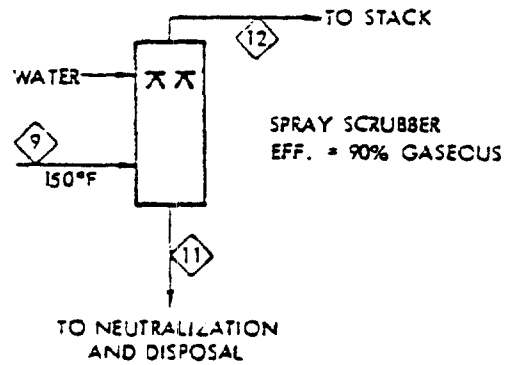 TO STACK
12
WATER
9
150°F
SPRAY SCRUBBER
EFF. = 90% GASEOUS
11
TO NEUTRALIZATION
AND DISPOSAL